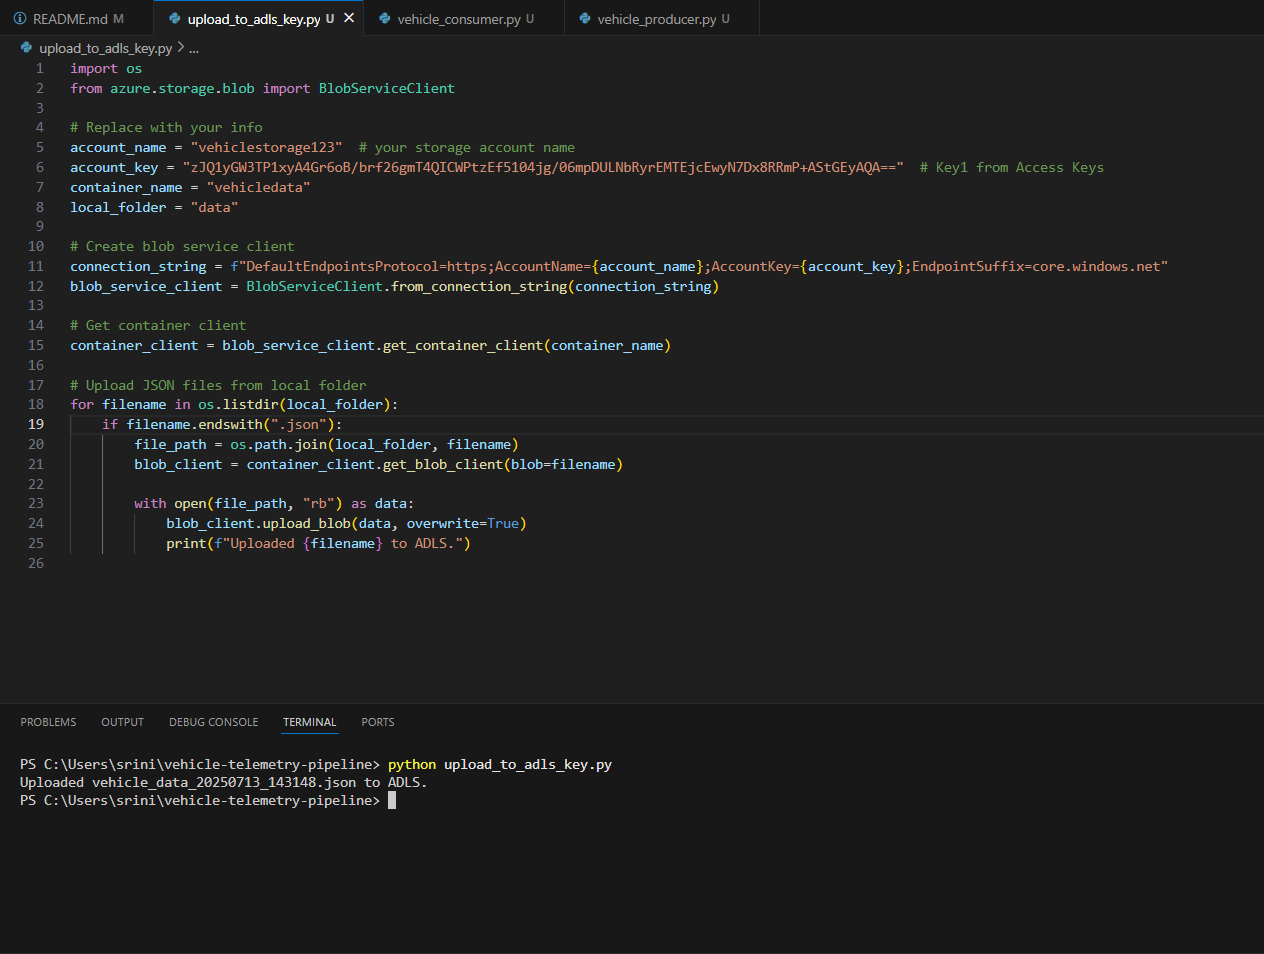 README.md M
upload_to_adls_key.py U
vehicle_consumer.py U
vehicle_producer.py U
upload_to_adls_key.py > ...
1 import os
2 from azure.storage.blob import BlobServiceClient
3
4 # Replace with your info
5 account_name = "vehiclestorage123"  # your storage account name
6 account_key = "zJQ1yGW3TP1xyA4Gr6oB/brf26gmT4QICWPtzEf5104jg/06mpDULNbRyrEMTEjcEwyN7Dx8RRmP+AStGEyAQA=="  # Key1 from Access Keys
7 container_name = "vehicledata"
8 local_folder = "data"
9
10 # Create blob service client
11 connection_string = f"DefaultEndpointsProtocol=https;AccountName={account_name};AccountKey={account_key};EndpointSuffix=core.windows.net"
12 blob_service_client = BlobServiceClient.from_connection_string(connection_string)
13
14 # Get container client
15 container_client = blob_service_client.get_container_client(container_name)
16
17 # Upload JSON files from local folder
18 for filename in os.listdir(local_folder):
19     if filename.endswith(".json"):
20         file_path = os.path.join(local_folder, filename)
21         blob_client = container_client.get_blob_client(blob=filename)
22
23         with open(file_path, "rb") as data:
24             blob_client.upload_blob(data, overwrite=True)
25             print(f"Uploaded {filename} to ADLS.")
26
PROBLEMS OUTPUT DEBUG CONSOLE TERMINAL PORTS
PS C:\Users\srini\vehicle-telemetry-pipeline> python upload_to_adls_key.py
Uploaded vehicle_data_20250713_143148.json to ADLS.
PS C:\Users\srini\vehicle-telemetry-pipeline>